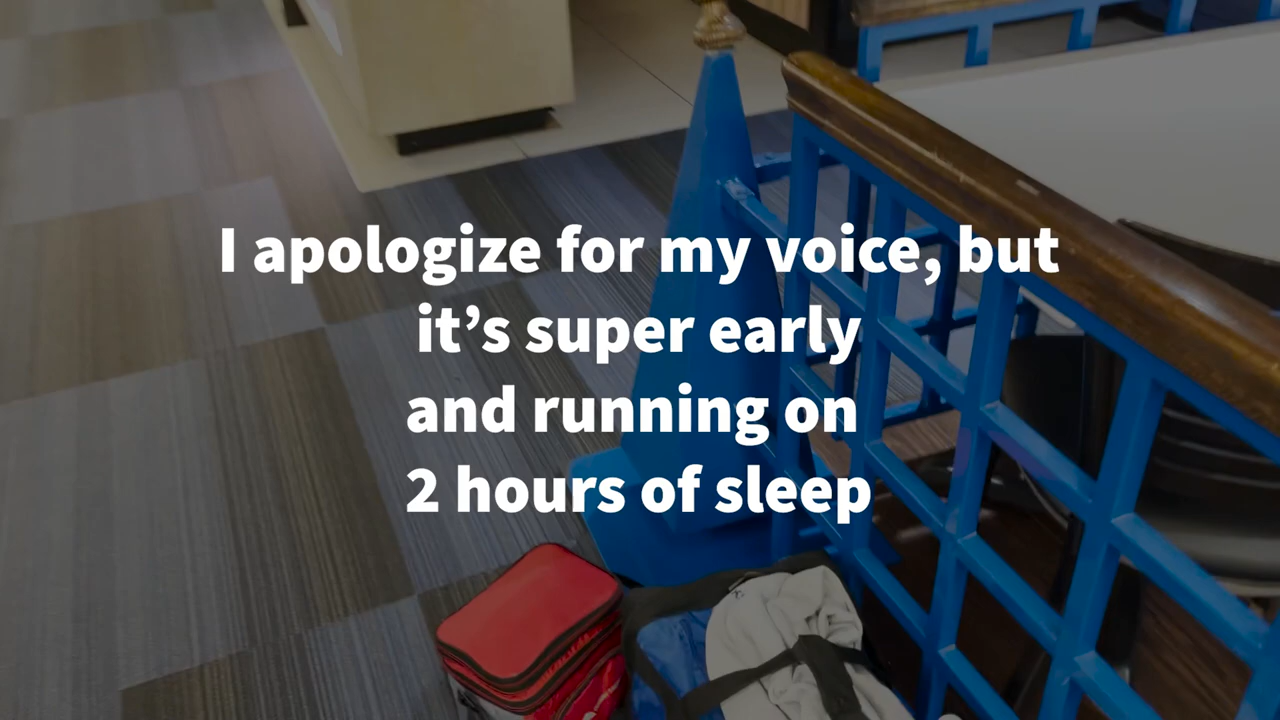 I apologize for my voice, but
it’s super early
and running on
2 hours of sleep